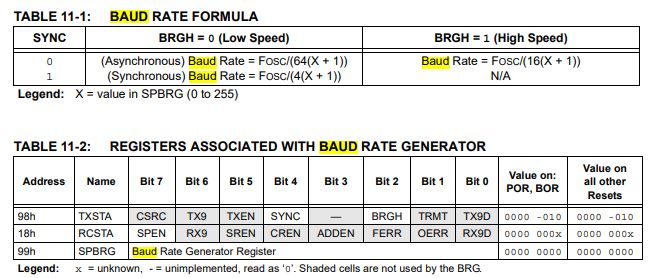 TABLE 11-1: BAUD RATE FORMULA
SYNC BRGH = 0 (Low Speed) BRGH = 1 (High Speed)
0 (Asynchronous) Baud Rate = FOSC/(64(X + 1)) Baud Rate = FOSC/(16(X + 1))
1 (Synchronous) Baud Rate = FOSC/(4(X + 1)) N/A
Legend: X = value in SPBRG (0 to 255)
TABLE 11-2: REGISTERS ASSOCIATED WITH BAUD RATE GENERATOR
Address Name Bit 7 Bit 6 Bit 5 Bit 4 Bit 3 Bit 2 Bit 1 Bit 0 Value on: POR, BOR Value on all other Resets
98h TXSTA CSRC TX9 TXEN SYNC — BRGH TRMT TX9D 0000 -010 0000 -010
18h RCSTA SPEN RX9 SREN CREN ADDEN FERR OERR RX9D 0000 000x 0000 000x
99h SPBRG Baud Rate Generator Register 0000 0000 0000 0000
Legend: x = unknown, - = unimplemented, read as '0'. Shaded cells are not used by the BRG.